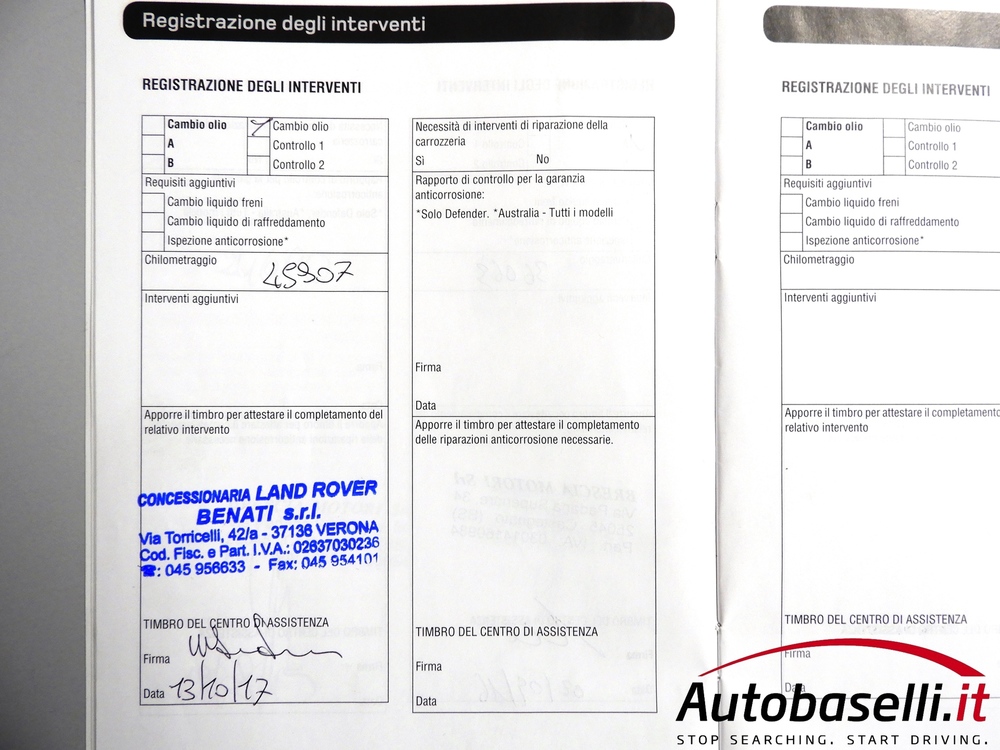 Registrazione degli interventi
REGISTRAZIONE DEGLI INTERVENTI
Cambio olio
A
B
Cambio olio
Controllo 1
Controllo 2
Requisiti aggiuntivi
Cambio liquido freni
Cambio liquido di raffreddamento
Ispezione anticorrosione*
Chilometraggio
45907
Interventi aggiuntivi
Apporre il timbro per attestare il completamento del
relativo intervento
CONCESSIONARIA LAND ROVER
BENATI s.r.l.
Via Torricelli, 42/a - 37136 VERONA
Cod. Fisc. e Part. I.V.A.: 02637030236
☎: 045 956633 - Fax: 045 954101
TIMBRO DEL CENTRO DI ASSISTENZA
Firma
Data 13/10/17
Necessità di interventi di riparazione della
carrozzeria
Sì No
Rapporto di controllo per la garanzia
anticorrosione:
*Solo Defender. *Australia - Tutti i modelli
Firma
Data
Apporre il timbro per attestare il completamento
delle riparazioni anticorrosione necessarie.
TIMBRO DEL CENTRO DI ASSISTENZA
Firma
Data
REGISTRAZIONE DEGLI INTERVENTI
Cambio olio
A
B
Cambio olio
Controllo 1
Controllo 2
Requisiti aggiuntivi
Cambio liquido freni
Cambio liquido di raffreddamento
Ispezione anticorrosione*
Chilometraggio
Interventi aggiuntivi
Apporre il timbro per attestare il completamento
relativo intervento
TIMBRO DEL CENTRO DI ASSISTENZA
Firma
Data
Autobaselli.it
STOP SEARCHING. START DRIVING.